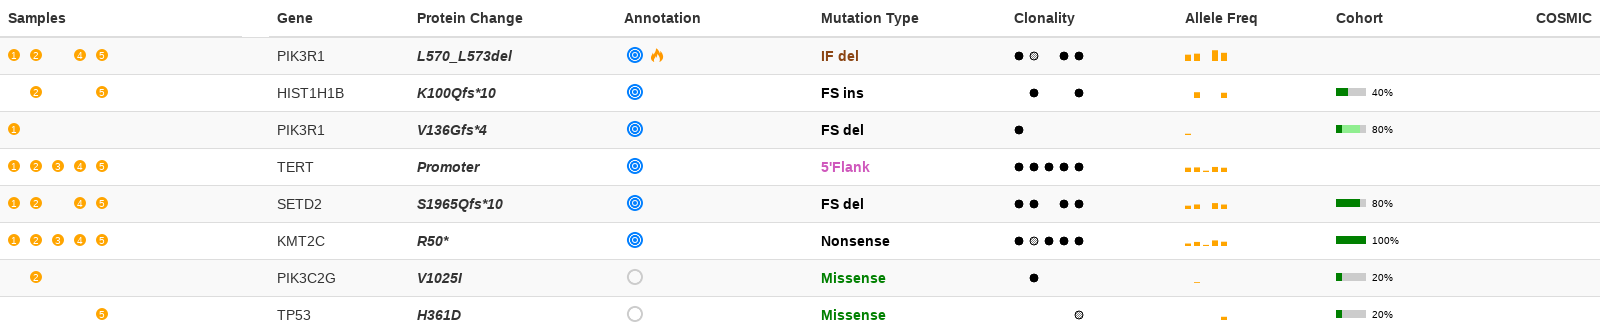 Samples Gene Protein Change Annotation Mutation Type Clonality Allele Freq Cohort COSMIC
1 2 4 5 PIK3R1 L570_L573del IF del
2 5 HIST1H1B K100Qfs*10 FS ins 40%
1 PIK3R1 V136Gfs*4 FS del 80%
1 2 3 4 5 TERT Promoter 5'Flank
1 2 4 5 SETD2 S1965Qfs*10 FS del 80%
1 2 3 4 5 KMT2C R50* Nonsense 100%
2 PIK3C2G V1025I Missense 20%
5 TP53 H361D Missense 20%